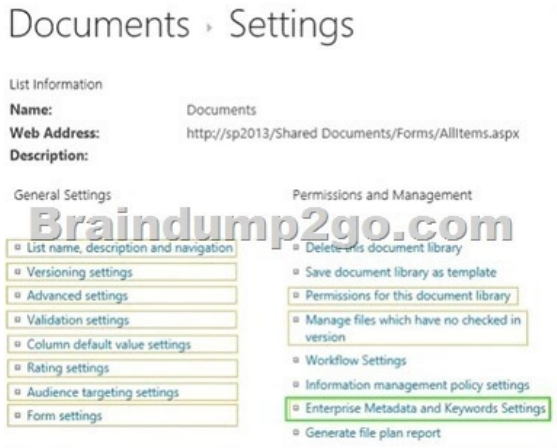 Documents › Settings
List Information
Name: Documents
Web Address: http://sp2013/Shared Documents/Forms/AllItems.aspx
Description:
General Settings
List name, description and navigation
Versioning settings
Advanced settings
Validation settings
Column default value settings
Rating settings
Audience targeting settings
Form settings
Permissions and Management
Delete this document library
Save document library as template
Permissions for this document library
Manage files which have no checked in
version
Workflow Settings
Information management policy settings
Enterprise Metadata and Keywords Settings
Generate file plan report
Braindump2go.com